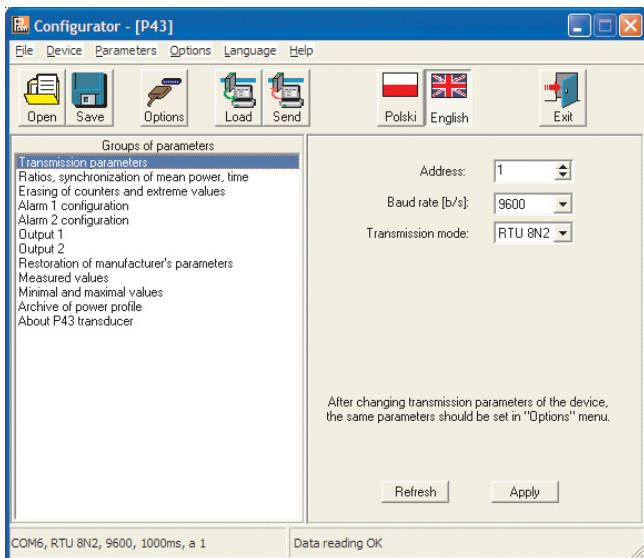 Configurator - [P43]
File Device Parameters Options Language Help
Open Save Options Load Send Polski English Exit
Groups of parameters
Transmission parameters
Ratios, synchronization of mean power, time
Erasing of counters and extreme values
Alarm 1 configuration
Alarm 2 configuration
Output 1
Output 2
Restoration of manufacturer's parameters
Measured values
Minimal and maximal values
Archive of power profile
About P43 transducer
Address: 1
Baud rate [b/s]: 9600
Transmission mode: RTU 8N2
After changing transmission parameters of the device,
the same parameters should be set in "Options" menu.
Refresh Apply
COM6, RTU 8N2, 9600, 1000ms, a 1
Data reading OK